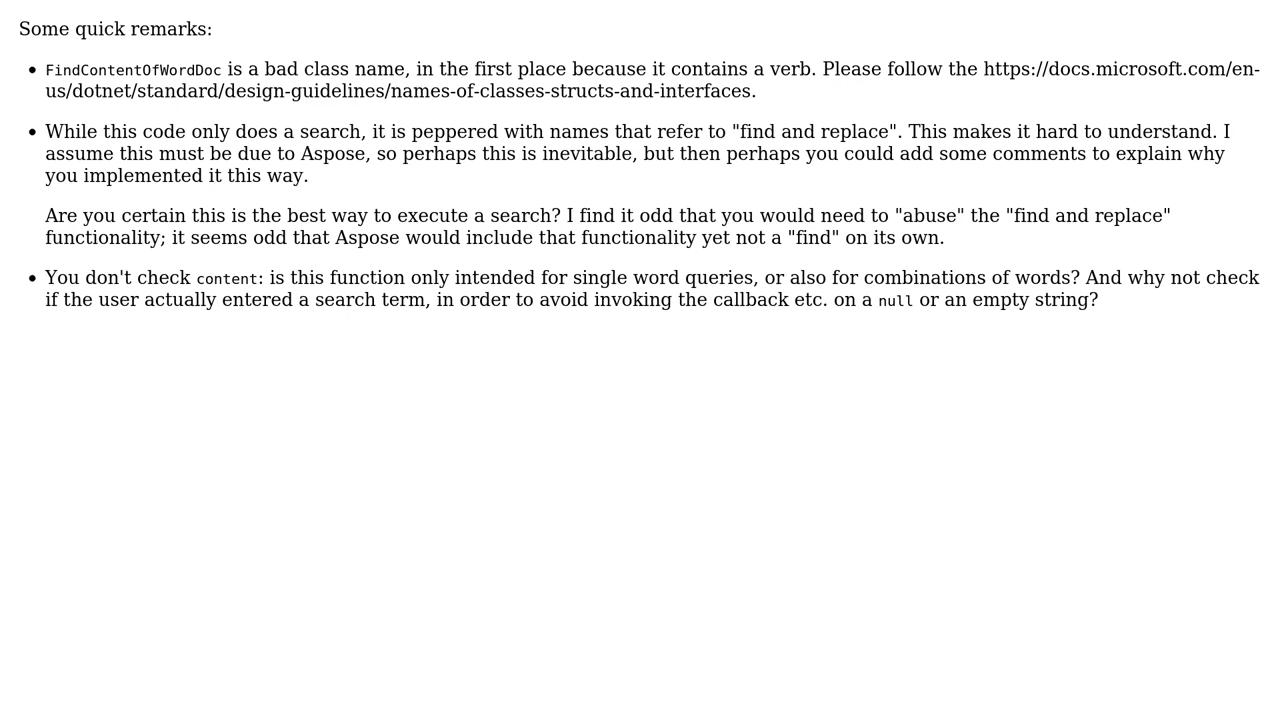 Some quick remarks:
FindContentOfWordDoc is a bad class name, in the first place because it contains a verb. Please follow the https://docs.microsoft.com/en-
us/dotnet/standard/design-guidelines/names-of-classes-structs-and-interfaces.
While this code only does a search, it is peppered with names that refer to "find and replace". This makes it hard to understand. I
assume this must be due to Aspose, so perhaps this is inevitable, but then perhaps you could add some comments to explain why
you implemented it this way.
Are you certain this is the best way to execute a search? I find it odd that you would need to "abuse" the "find and replace"
functionality; it seems odd that Aspose would include that functionality yet not a "find" on its own.
You don't check content: is this function only intended for single word queries, or also for combinations of words? And why not check
if the user actually entered a search term, in order to avoid invoking the callback etc. on a null or an empty string?